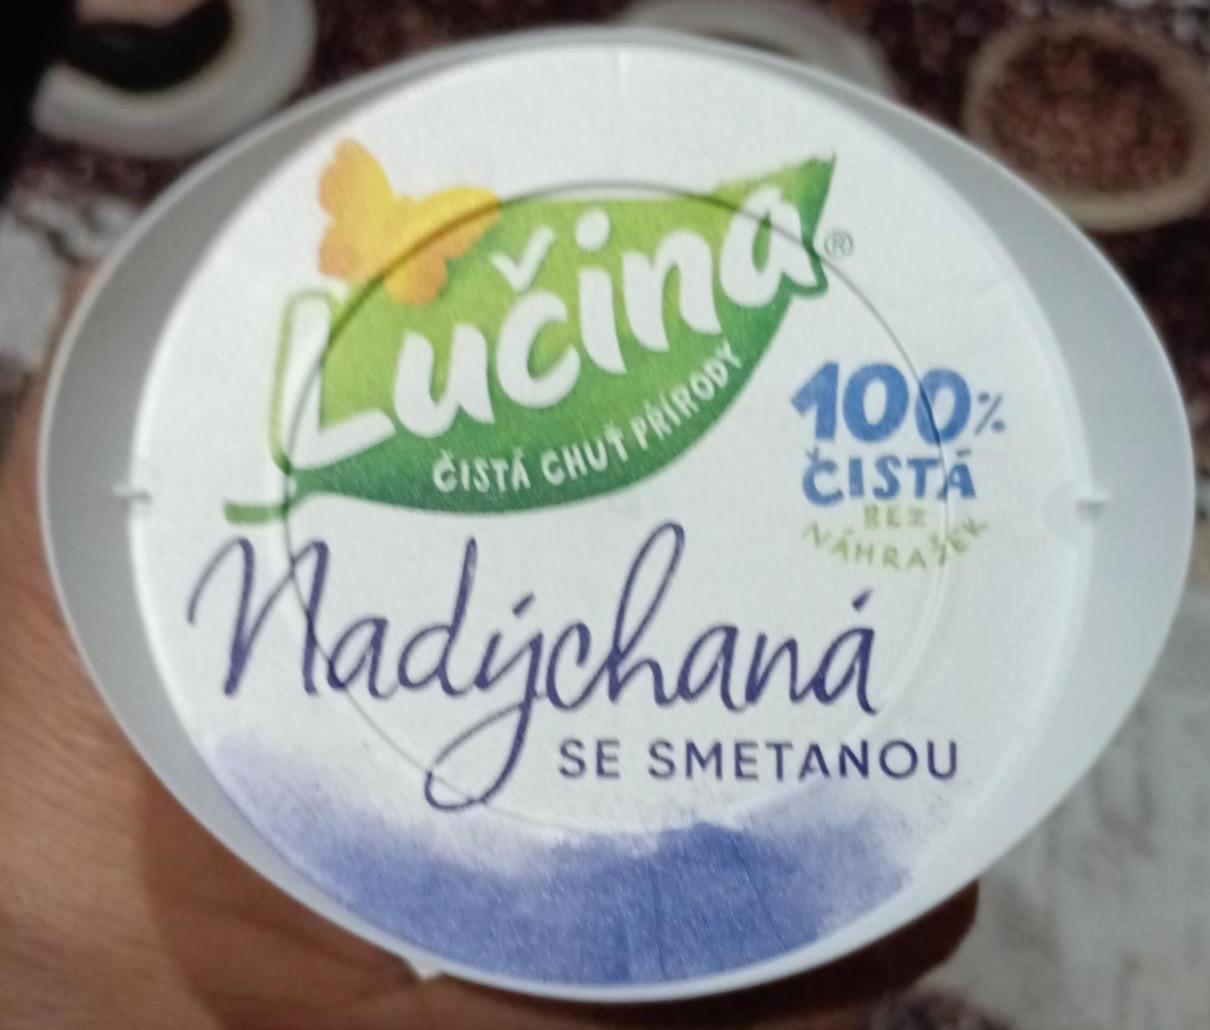 Lučina®
ČISTÁ CHUŤ PŘÍRODY
100%
ČISTÁ
BEZ
NÁHRAŽEK
Nadýchaná
SE SMETANOU